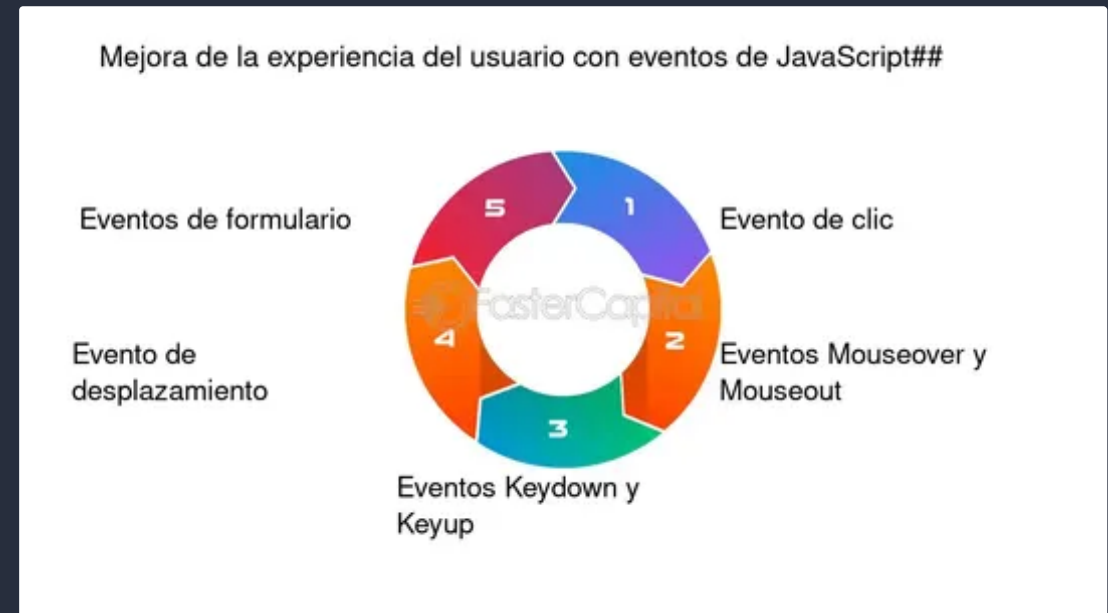 Mejora de la experiencia del usuario con eventos de JavaScript##
5
1
Eventos de formulario
Evento de clic
FasterCapital
4
2
Evento de
desplazamiento
Eventos Mouseover y
Mouseout
3
Eventos Keydown y
Keyup